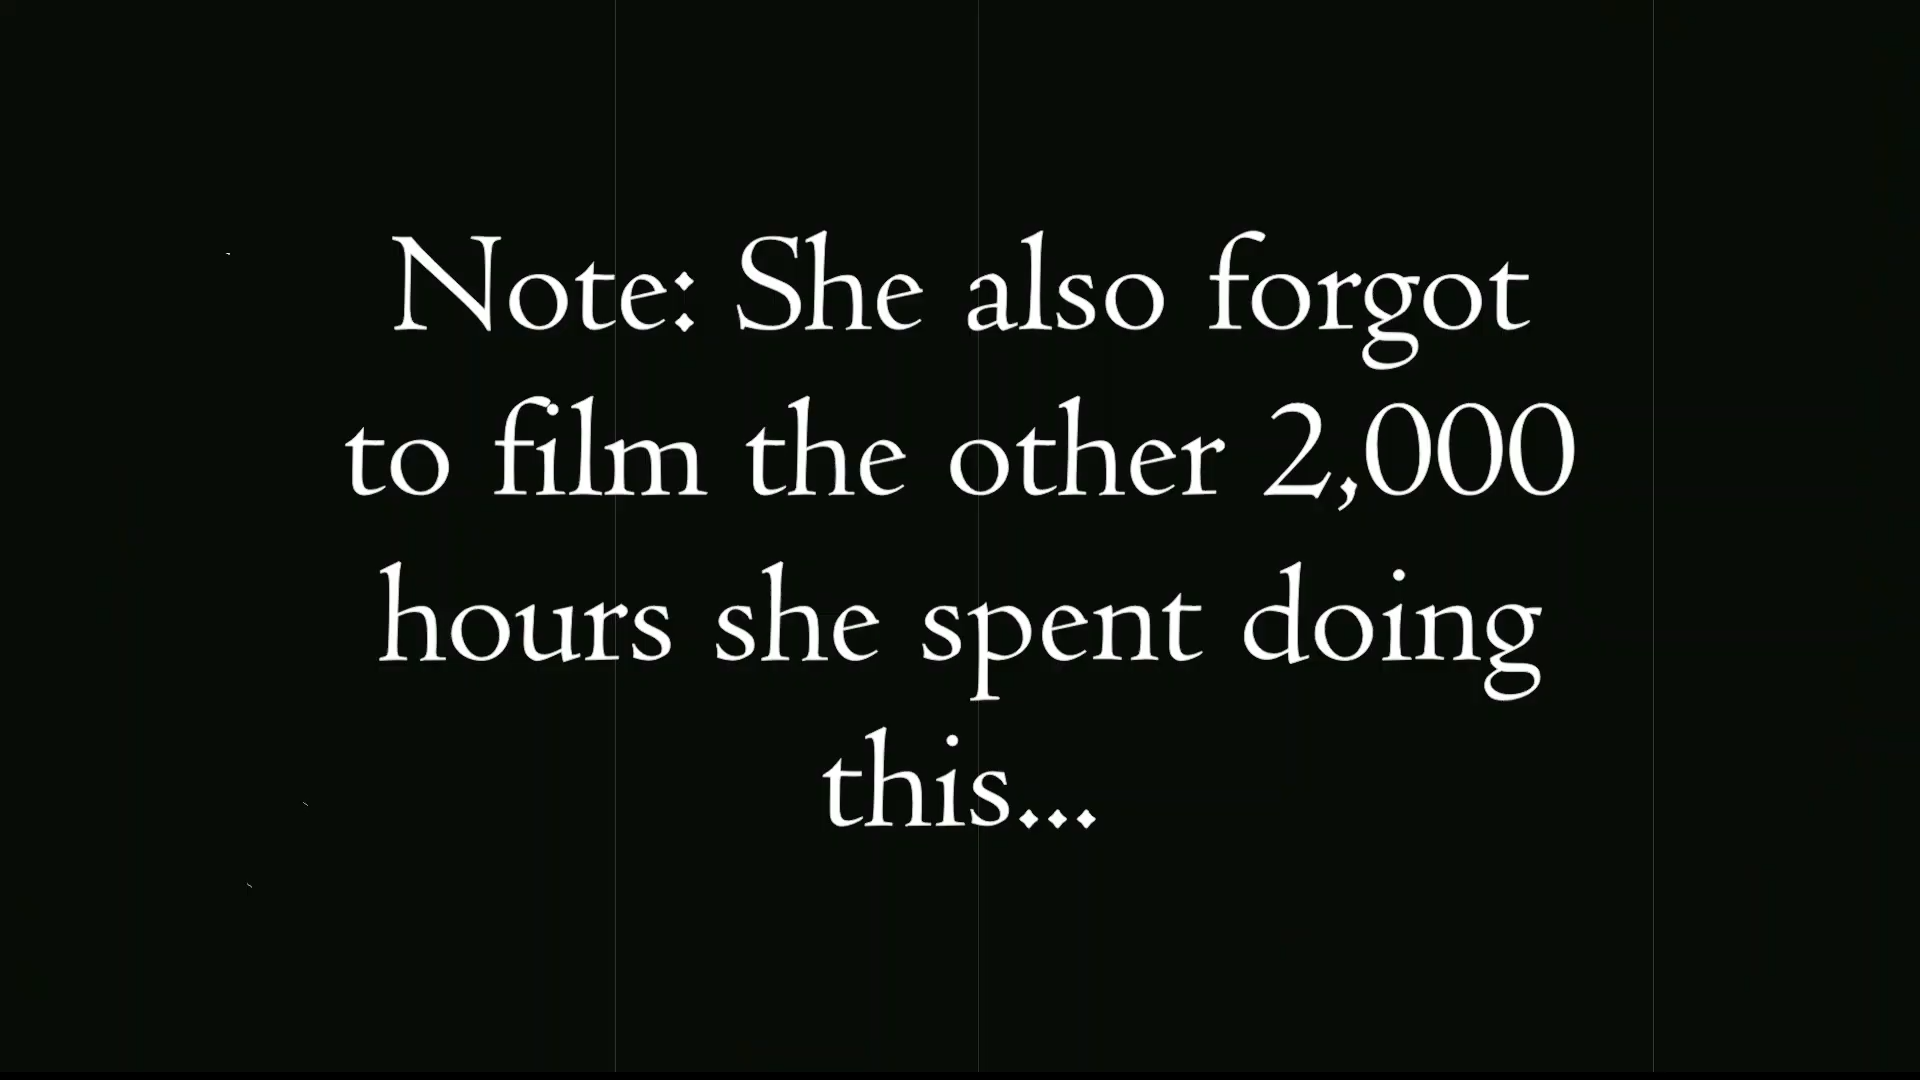 Note: She also forgot
to film the other 2,000
hours she spent doing
this...